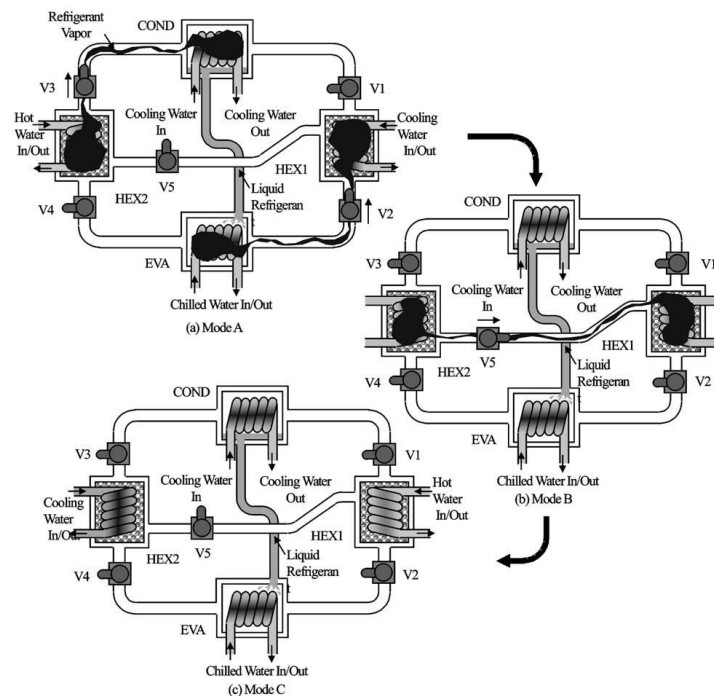 Refrigerant
Vapor
COND
V3
V1
Hot
Water
In/Out
Cooling Water
In
Cooling Water
Out
Cooling
Water
In/Out
HEX1
V5
HEX2
Liquid
Refrigeran
t
V4
V2
EVA
Chilled Water In/Out
(a) Mode A
COND
V3
V1
Cooling Water
In
Cooling Water
Out
HEX1
V5
HEX2
Liquid
Refrigeran
t
V4
V2
EVA
Chilled Water In/Out
(b) Mode B
COND
V3
V1
Cooling Water
In
Cooling Water
Out
Cooling
Water
In/Out
Hot
Water
In/Out
HEX1
V5
HEX2
Liquid
Refrigeran
t
V4
V2
EVA
Chilled Water In/Out
(c) Mode C